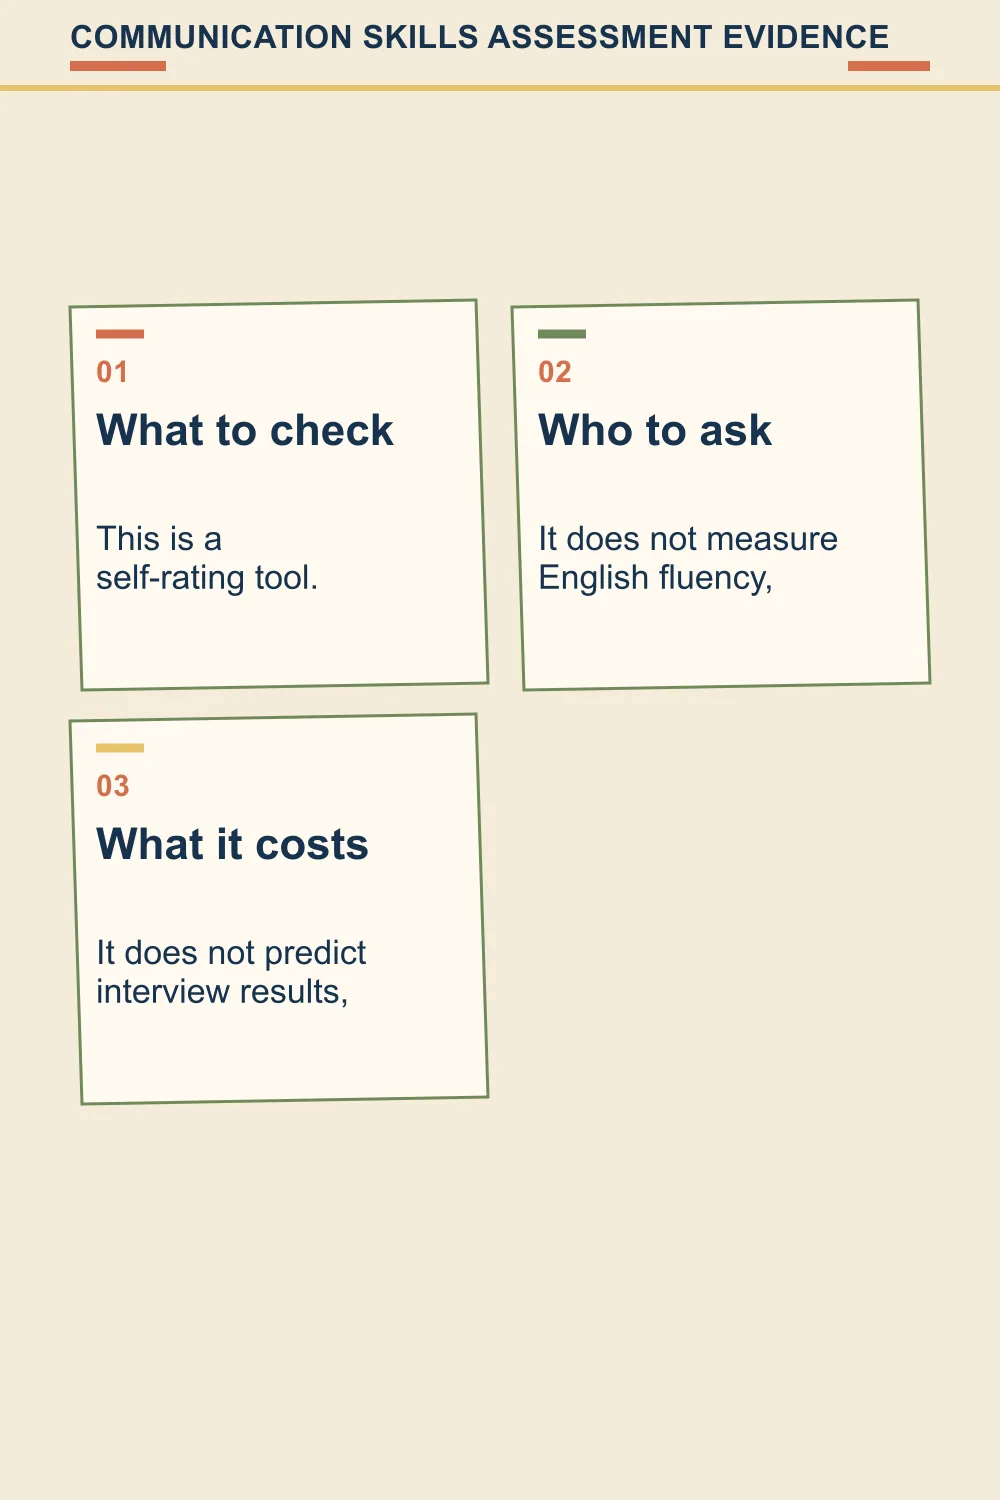 COMMUNICATION SKILLS ASSESSMENT EVIDENCE
01
What to check
This is a
self-rating tool.
02
Who to ask
It does not measure
English fluency,
03
What it costs
It does not predict
interview results,